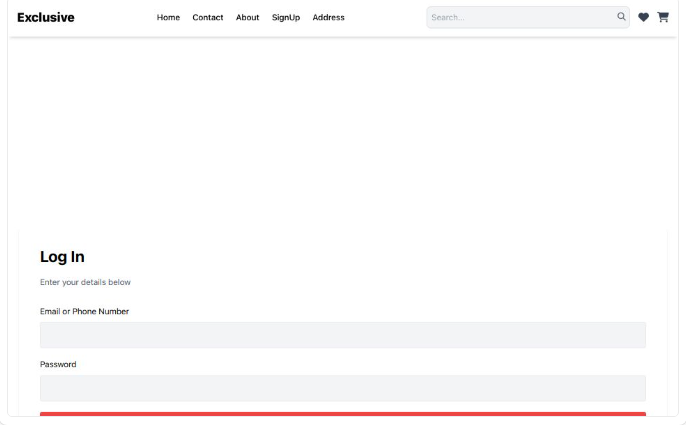 Exclusive Home Contact About SignUp Address Search...
Log In
Enter your details below
Email or Phone Number
Password